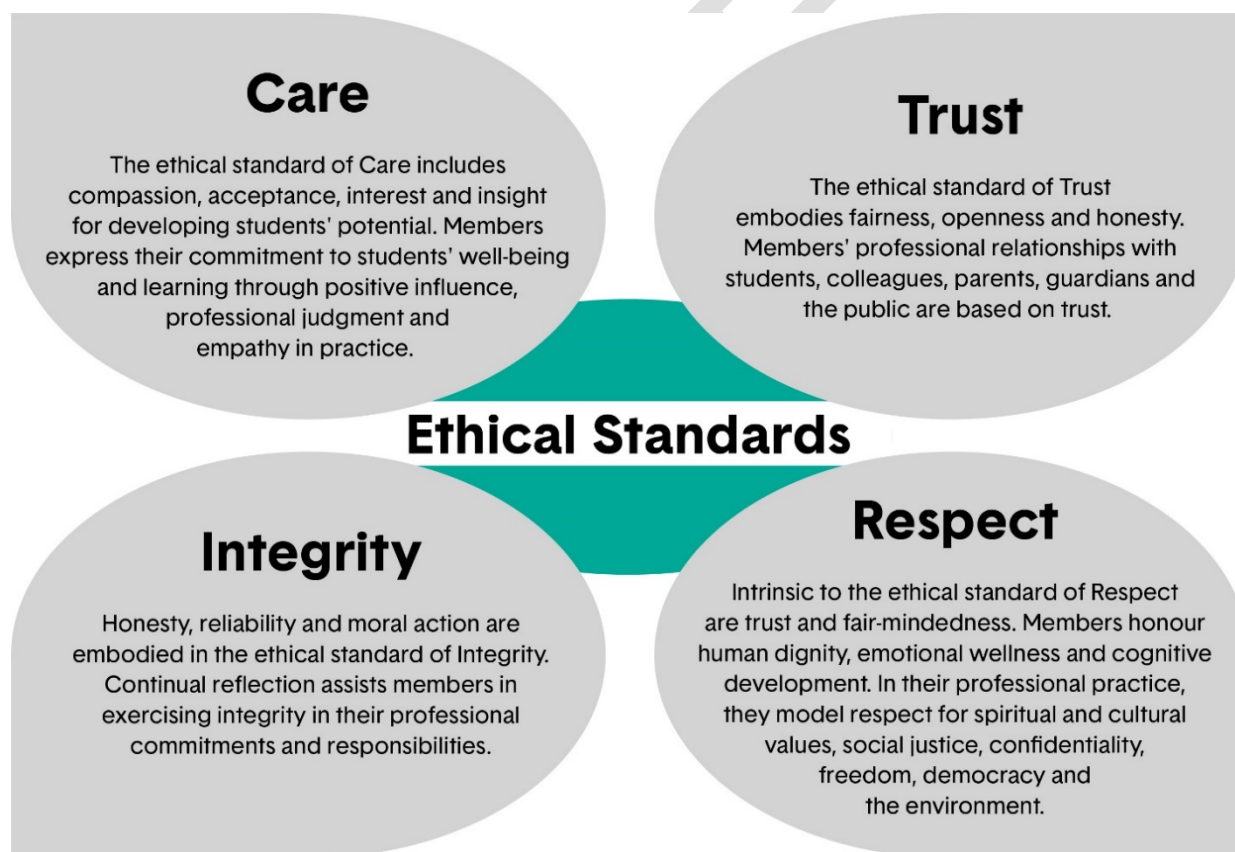 Care
The ethical standard of Care includes
compassion, acceptance, interest and insight
for developing students' potential. Members
express their commitment to students' well-being
and learning through positive influence,
professional judgment and
empathy in practice.
Trust
The ethical standard of Trust
embodies fairness, openness and honesty.
Members' professional relationships with
students, colleagues, parents, guardians and
the public are based on trust.
Ethical Standards
Integrity
Honesty, reliability and moral action are
embodied in the ethical standard of Integrity.
Continual reflection assists members in
exercising integrity in their professional
commitments and responsibilities.
Respect
Intrinsic to the ethical standard of Respect
are trust and fair-mindedness. Members honour
human dignity, emotional wellness and cognitive
development. In their professional practice,
they model respect for spiritual and cultural
values, social justice, confidentiality,
freedom, democracy and
the environment.